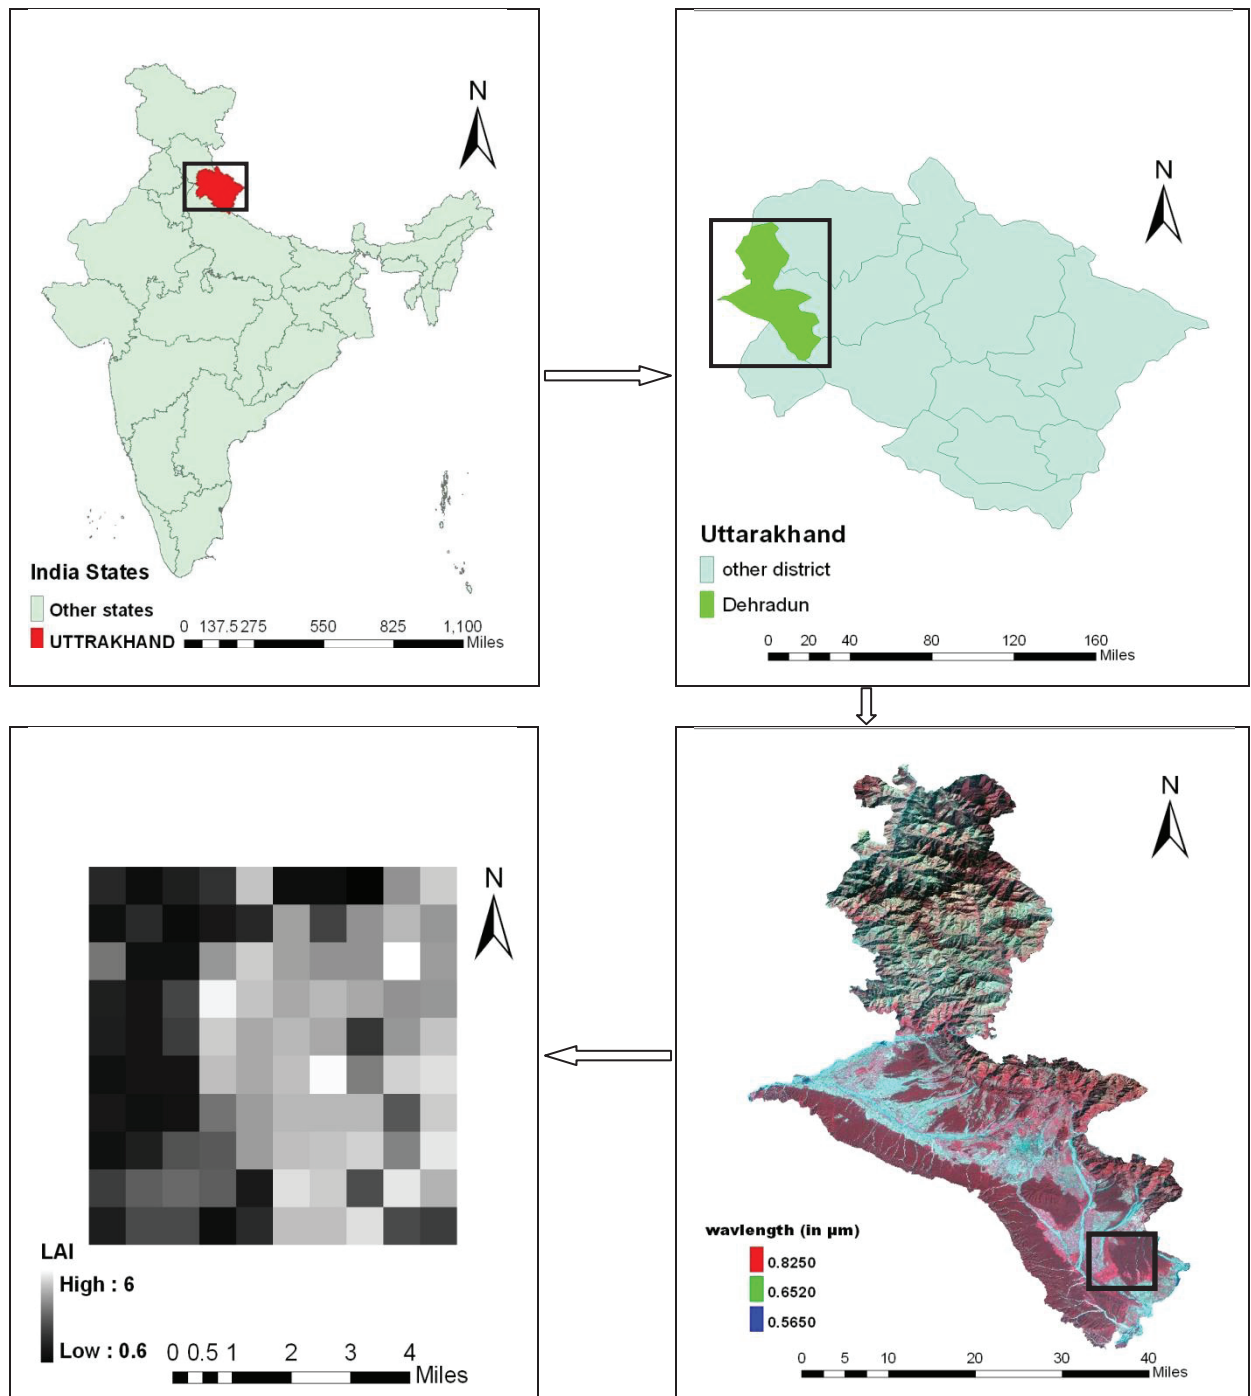 N
India States
Other states
UTTRAKHAND
0 137.5 275 550 825 1,100
Miles
N
Uttarakhand
other district
Dehradun
0 20 40 80 120 160
Miles
N
wavlength (in μm)
0.8250
0.6520
0.5650
0 5 10 20 30 40
Miles
N
LAI
High : 6
Low : 0.6
0 0.5 1 2 3 4
Miles